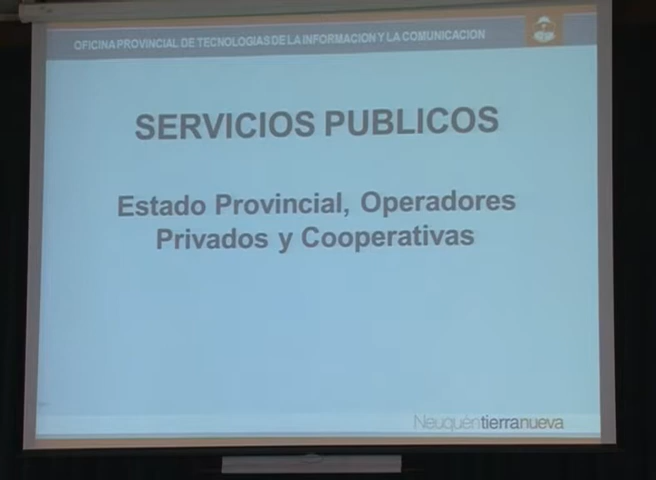 OFICINA PROVINCIAL DE TECNOLOGIAS DE LA INFORMACION Y LA COMUNICACION
SERVICIOS PUBLICOS
Estado Provincial, Operadores
Privados y Cooperativas
Neuquéntierranueva